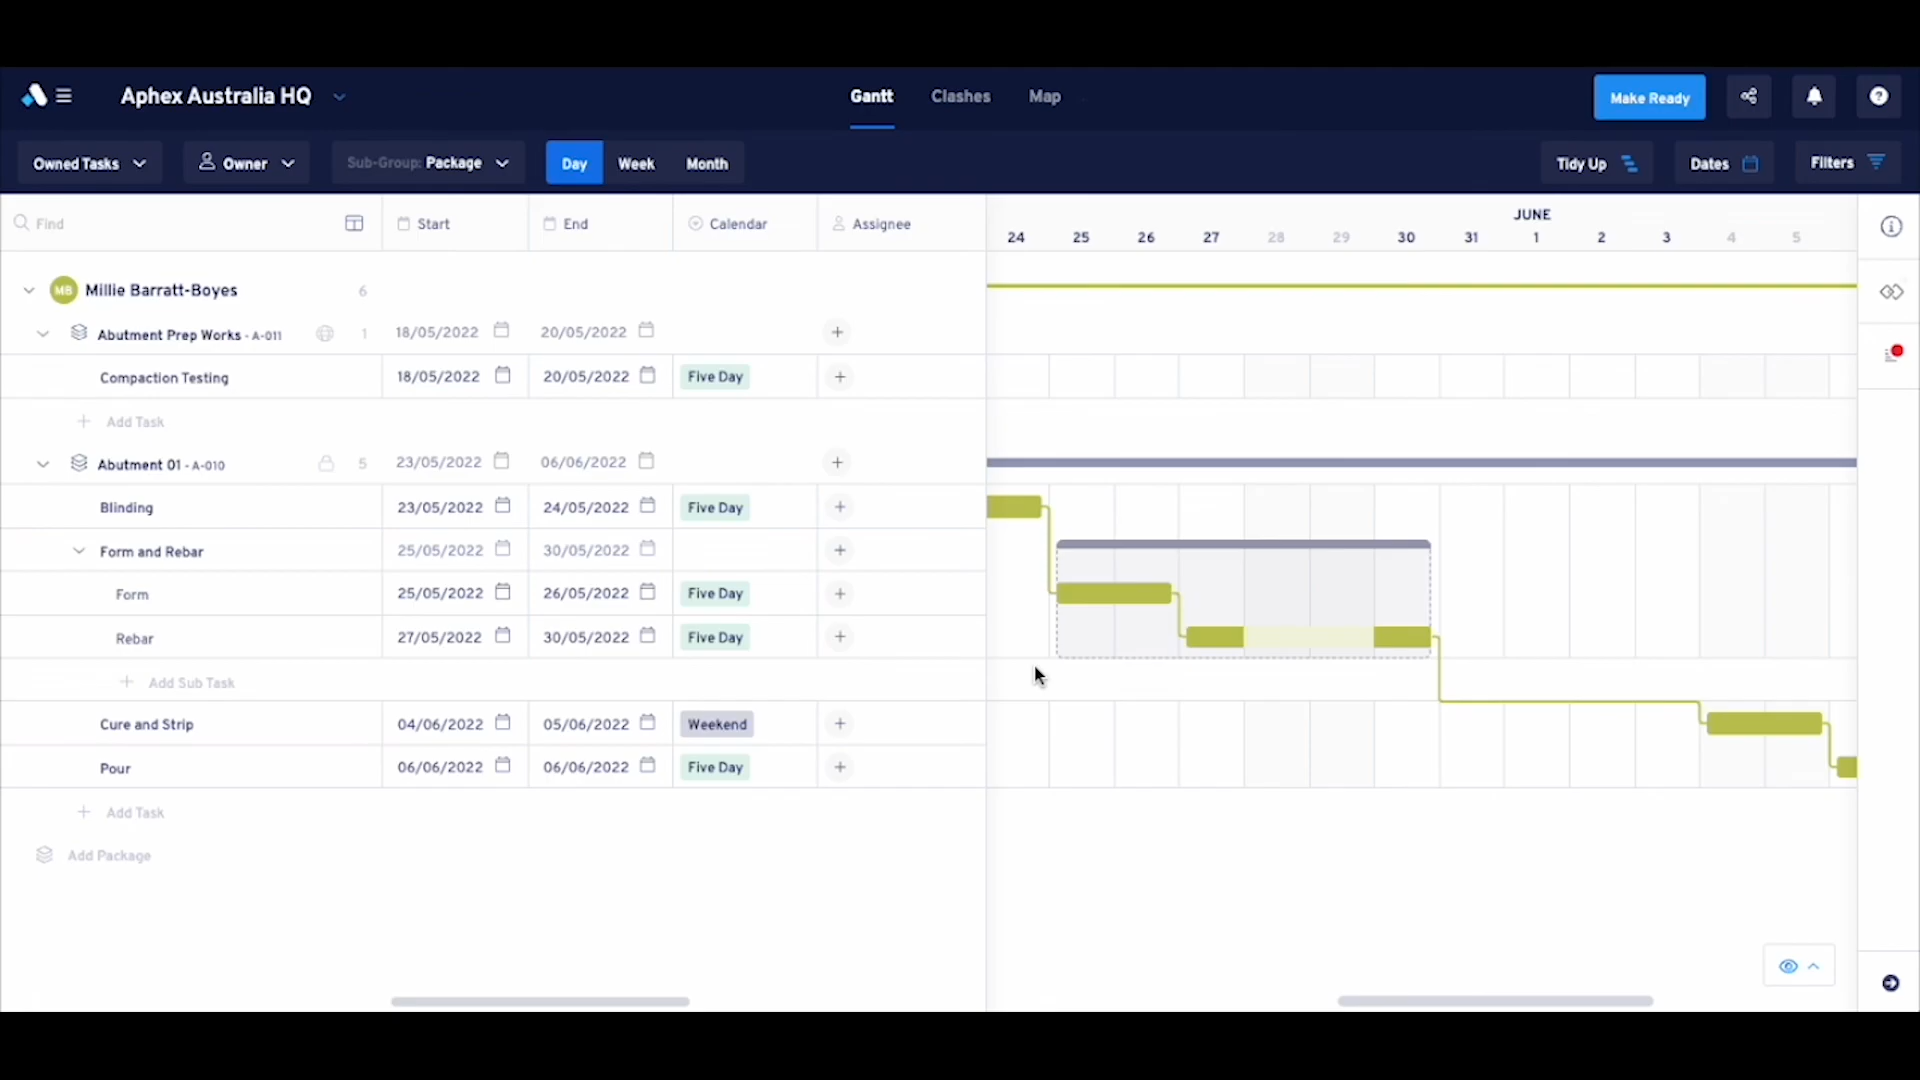 Aphex Australia HQ
Gantt Clashes Map
Make Ready
Owned Tasks Owner Sub-Group: Package Day Week Month Tidy Up Dates Filters
Find Start End Calendar Assignee
JUNE
24 25 26 27 28 29 30 31 1 2 3 4 5
MB Millie Barratt-Boyes 6
Abutment Prep Works - A-011 1 18/05/2022 20/05/2022
Compaction Testing 18/05/2022 20/05/2022 Five Day
Add Task
Abutment 01 - A-010 5 23/05/2022 06/06/2022
Blinding 23/05/2022 24/05/2022 Five Day
Form and Rebar 25/05/2022 30/05/2022
Form 25/05/2022 26/05/2022 Five Day
Rebar 27/05/2022 30/05/2022 Five Day
Add Sub Task
Cure and Strip 04/06/2022 05/06/2022 Weekend
Pour 06/06/2022 06/06/2022 Five Day
Add Task
Add Package